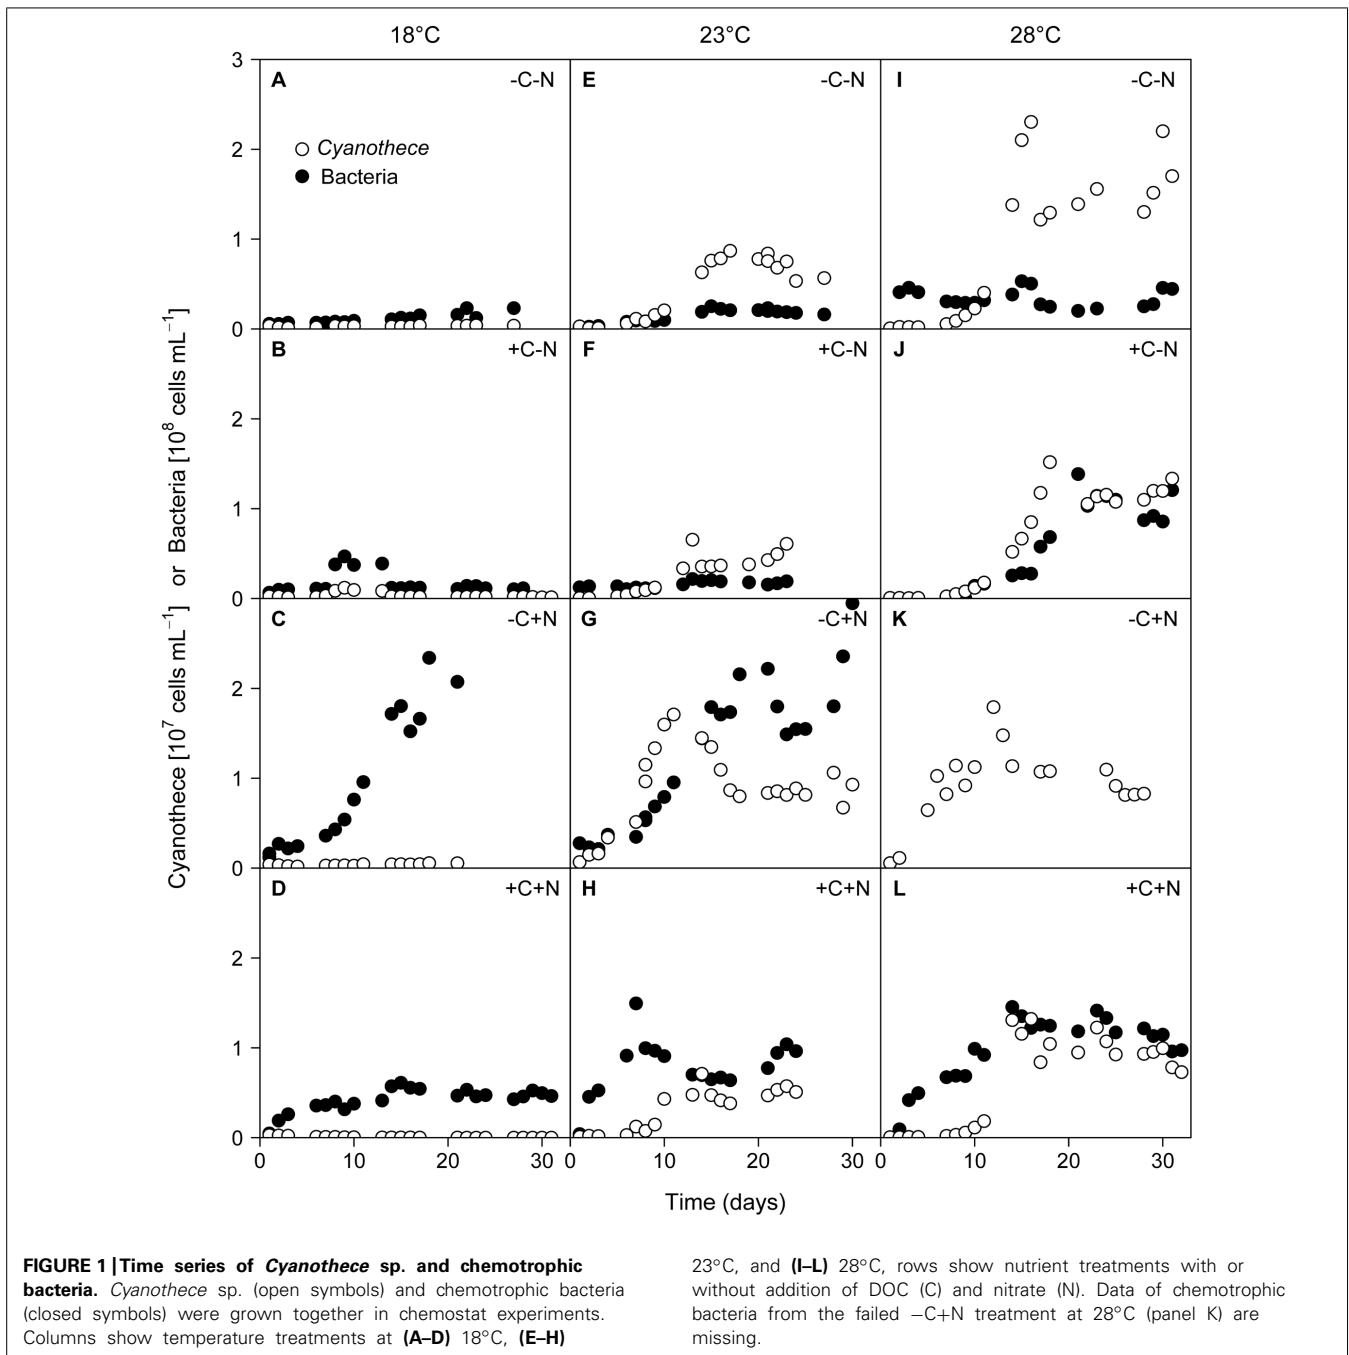 18°C 23°C 28°C
3
A -C-N E -C-N I -C-N
Cyanothece
Bacteria
2
1
0
B +C-N F +C-N J +C-N
2
1
0
C -C+N G -C+N K -C+N
2
1
0
D +C+N H +C+N L +C+N
2
1
0
0 10 20 30 0 10 20 30 0 10 20 30
Time (days)
Cyanothece [10⁷ cells mL⁻¹] or Bacteria [10⁸ cells mL⁻¹]
FIGURE 1 | Time series of Cyanothece sp. and chemotrophic
bacteria. Cyanothece sp. (open symbols) and chemotrophic bacteria
(closed symbols) were grown together in chemostat experiments.
Columns show temperature treatments at (A–D) 18°C, (E–H)
23°C, and (I–L) 28°C, rows show nutrient treatments with or
without addition of DOC (C) and nitrate (N). Data of chemotrophic
bacteria from the failed −C+N treatment at 28°C (panel K) are
missing.